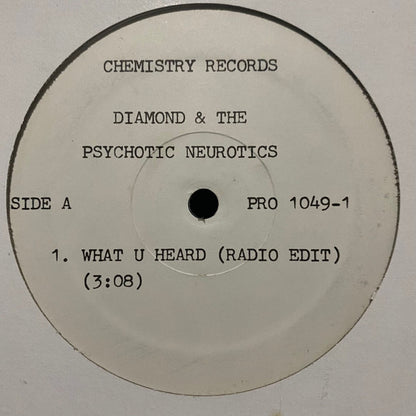 CHEMISTRY RECORDS
DIAMOND & THE
PSYCHOTIC NEUROTICS
SIDE A PRO 1049-1
1. WHAT U HEARD (RADIO EDIT)
(3:08)